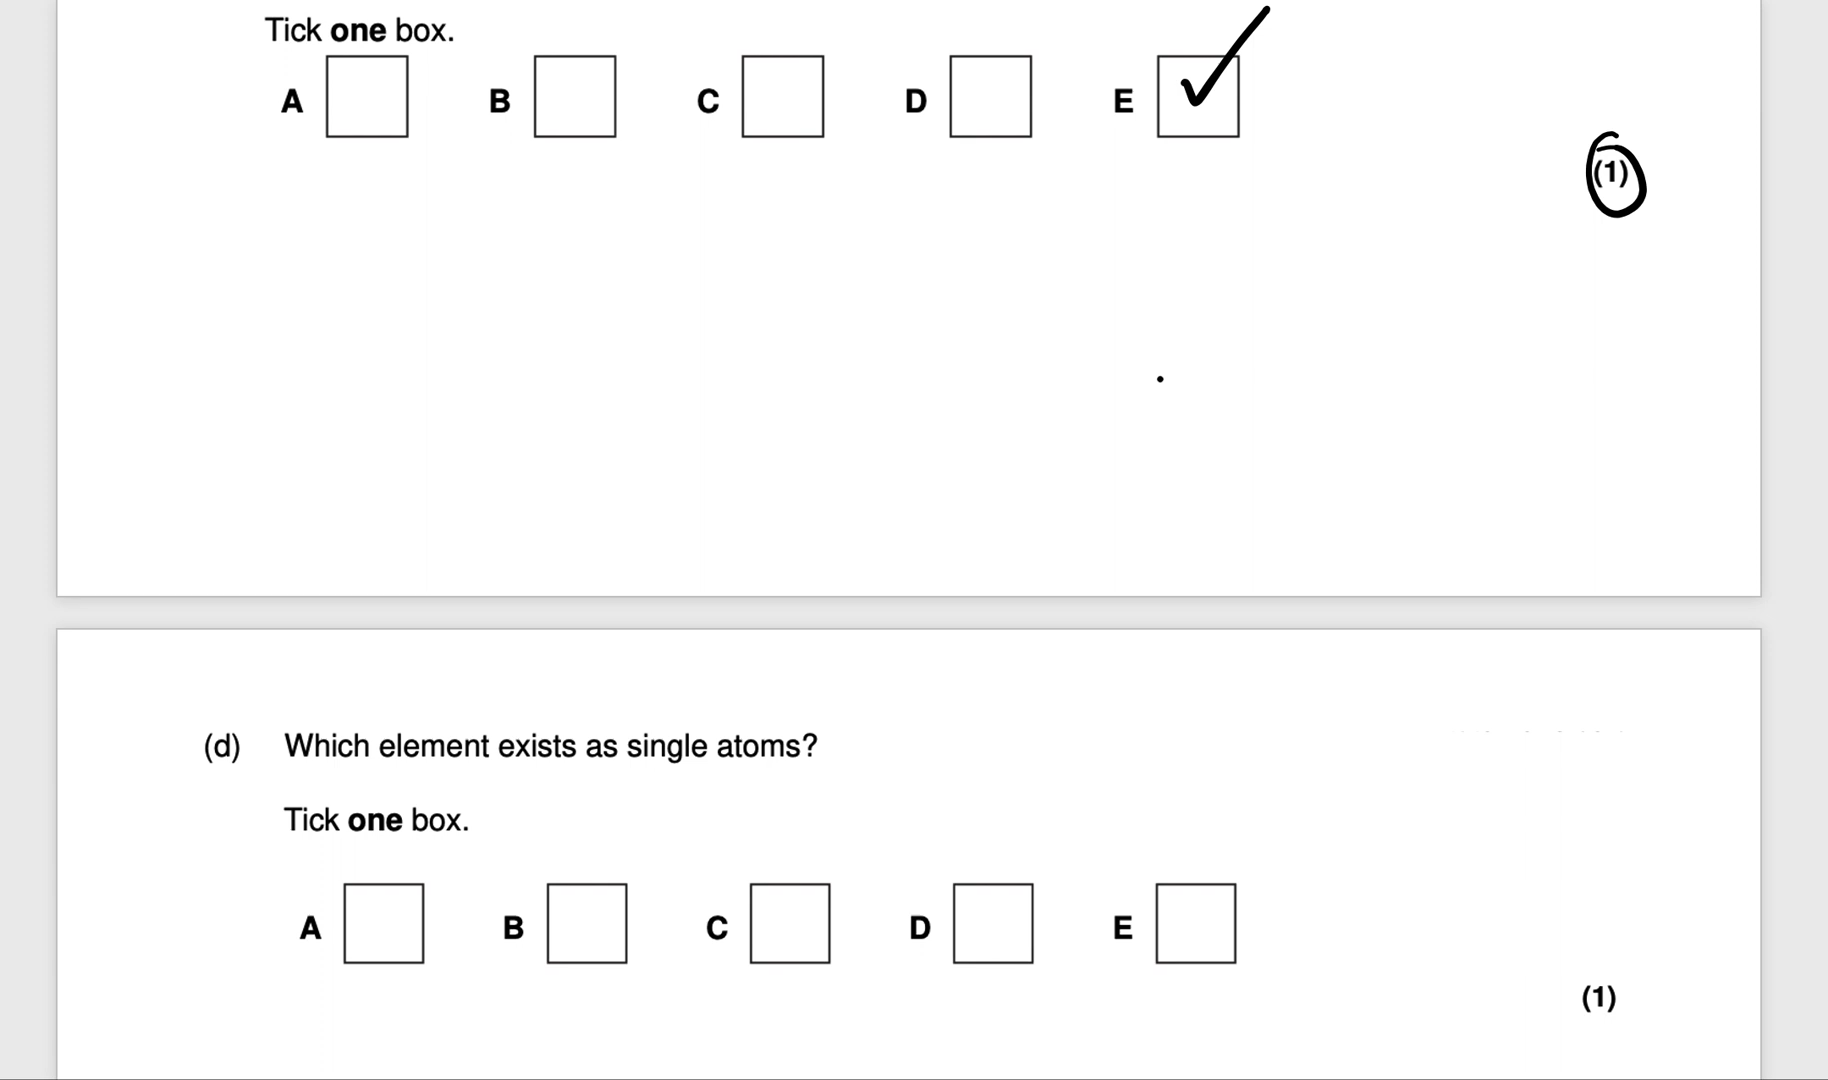 Tick one box.
A B C D E
(1)
(d) Which element exists as single atoms?
Tick one box.
A B C D E
(1)